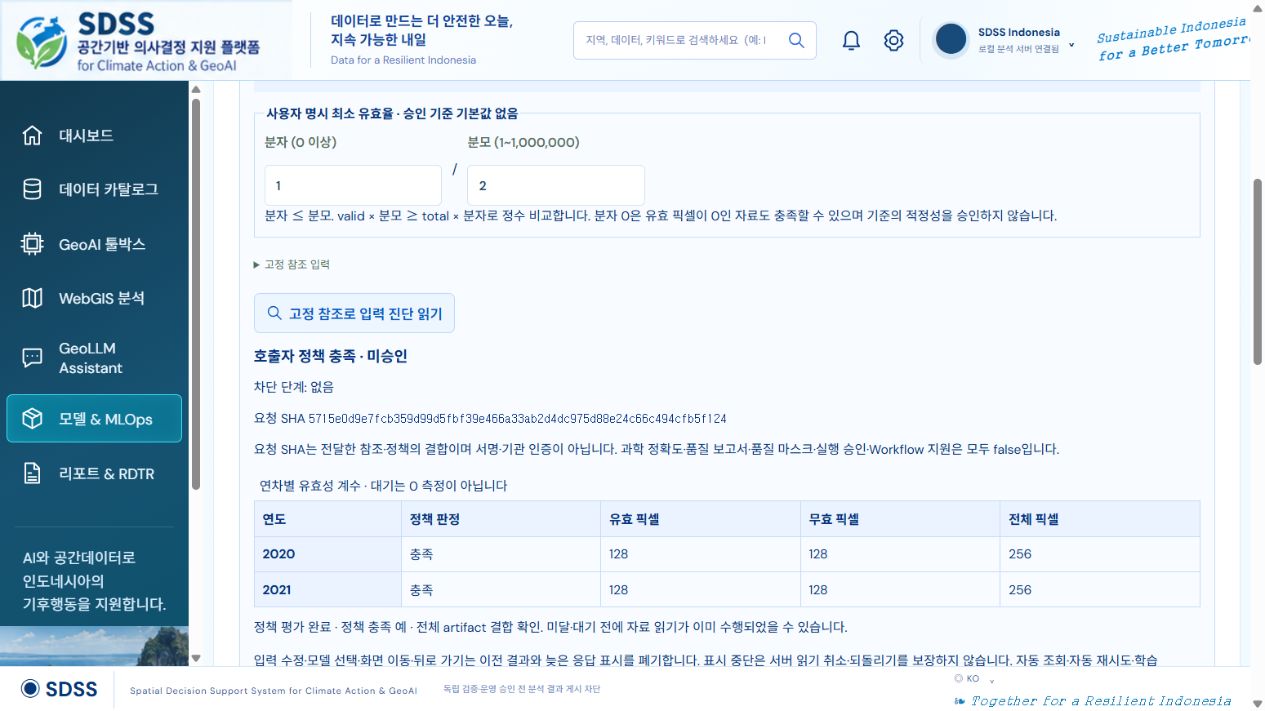 SDSS
공간기반 의사결정 지원 플랫폼
for Climate Action & GeoAI
데이터로 만드는 더 안전한 오늘,
지속 가능한 내일
Data for a Resilient Indonesia
지역, 데이터, 키워드로 검색하세요 (예: I
SDSS Indonesia
로컬 분석 서버 연결됨
Sustainable Indonesia
for a Better Tomorr
대시보드
데이터 카탈로그
GeoAI 툴박스
WebGIS 분석
GeoLLM
Assistant
모델 & MLOps
리포트 & RDTR
AI와 공간데이터로
인도네시아의
기후행동을 지원합니다.
사용자 명시 최소 유효율 · 승인 기준 기본값 없음
분자 (0 이상) 분모 (1~1,000,000)
1 / 2
분자 ≤ 분모. valid × 분모 ≥ total × 분자로 정수 비교합니다. 분자 0은 유효 픽셀이 0인 자료도 충족할 수 있으며 기준의 적정성을 승인하지 않습니다.
▶ 고정 참조 입력
고정 참조로 입력 진단 읽기
호출자 정책 충족 · 미승인
차단 단계: 없음
요청 SHA 5715e0d9e7fcb359d99d5fbf39e466a33ab2d4dc975d88e24c66c494cfb5f124
요청 SHA는 전달한 참조·정책의 결합이며 서명·기관 인증이 아닙니다. 과학 정확도·품질 보고서·품질 마스크·실행 승인·Workflow 지원은 모두 false입니다.
연차별 유효성 계수 · 대기는 0 측정이 아닙니다
연도 정책 판정 유효 픽셀 무효 픽셀 전체 픽셀
2020 충족 128 128 256
2021 충족 128 128 256
정책 평가 완료 · 정책 충족 예 · 전체 artifact 결합 확인. 미달·대기 전에 자료 읽기가 이미 수행되었을 수 있습니다.
입력 수정·모델 선택·화면 이동·뒤로 가기는 이전 결과와 늦은 응답 표시를 폐기합니다. 표시 중단은 서버 읽기 취소·되돌리기를 보장하지 않습니다. 자동 조회·자동 재시도·학습
SDSS
Spatial Decision Support System for Climate Action & GeoAI
독립 검증·운영 승인 전 분석 결과 게시 차단
KO
Together for a Resilient Indonesia